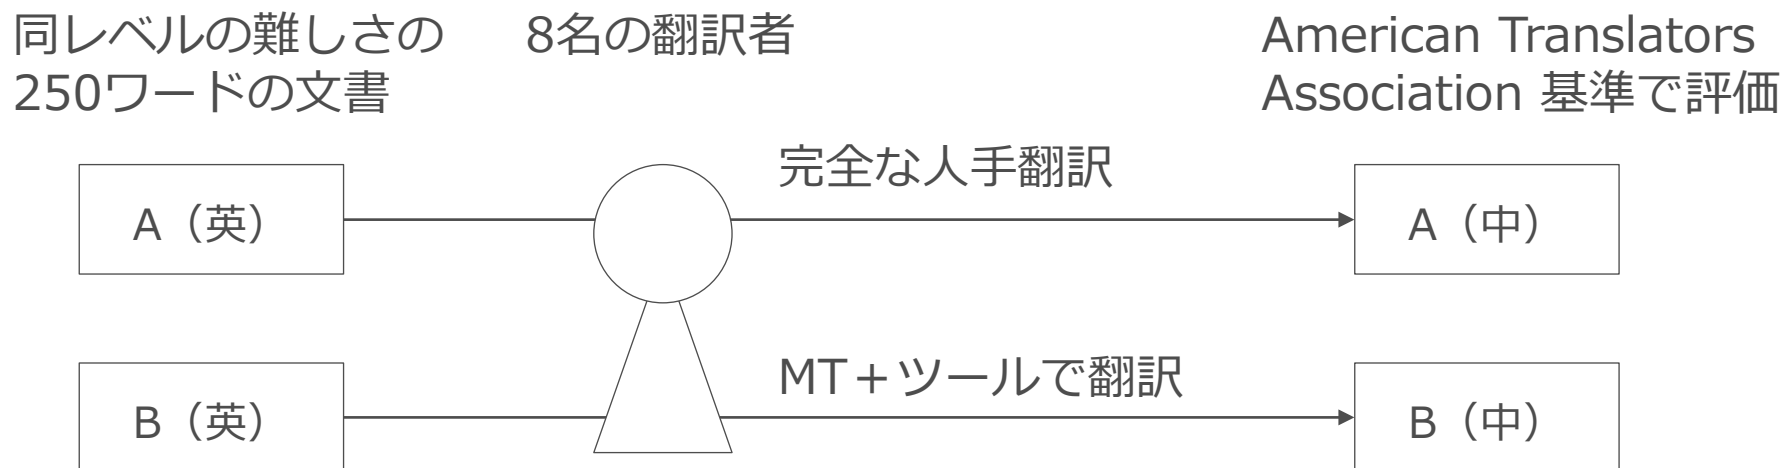 同レベルの難しさの
250ワードの文書
8名の翻訳者
American Translators
Association 基準で評価
完全な人手翻訳
A（英）
A（中）
MT＋ツールで翻訳
B（英）
B（中）